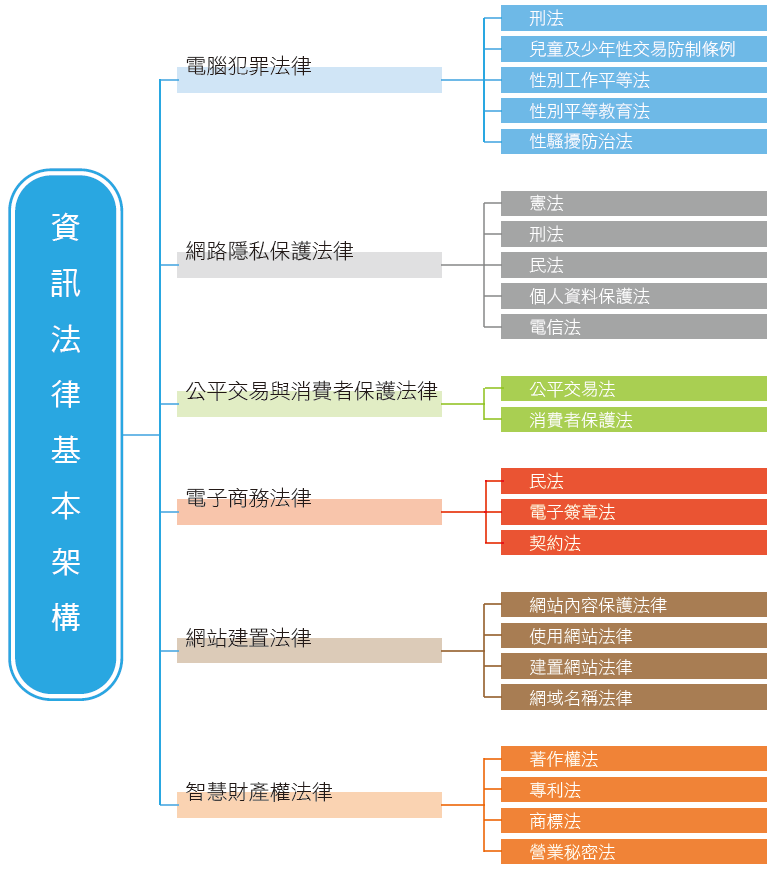 資訊法律基本架構
電腦犯罪法律
刑法
兒童及少年性交易防制條例
性別工作平等法
性別平等教育法
性騷擾防治法
網路隱私保護法律
憲法
刑法
民法
個人資料保護法
電信法
公平交易與消費者保護法律
公平交易法
消費者保護法
電子商務法律
民法
電子簽章法
契約法
網站建置法律
網站內容保護法律
使用網站法律
建置網站法律
網域名稱法律
智慧財產權法律
著作權法
專利法
商標法
營業秘密法